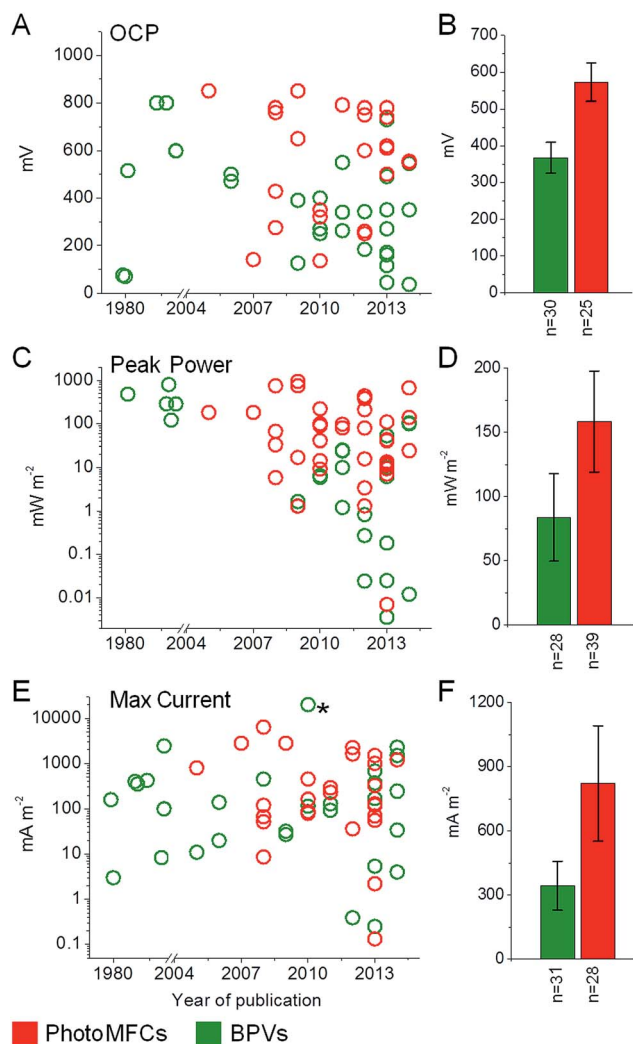 A OCP
1000
800
600
400
200
0
mV
1980 2004 2007 2010 2013
B
700
600
500
400
300
200
100
0
mV
n=30 n=25
C Peak Power
1000
100
10
1
0.1
0.01
mW m-2
1980 2004 2007 2010 2013
D
200
150
100
50
0
mW m-2
n=28 n=39
E Max Current
10000
1000
100
10
1
0.1
mA m-2
*
1980 2004 2007 2010 2013
Year of publication
F
1200
900
600
300
0
mA m-2
n=31 n=28
PhotoMFCs BPVs